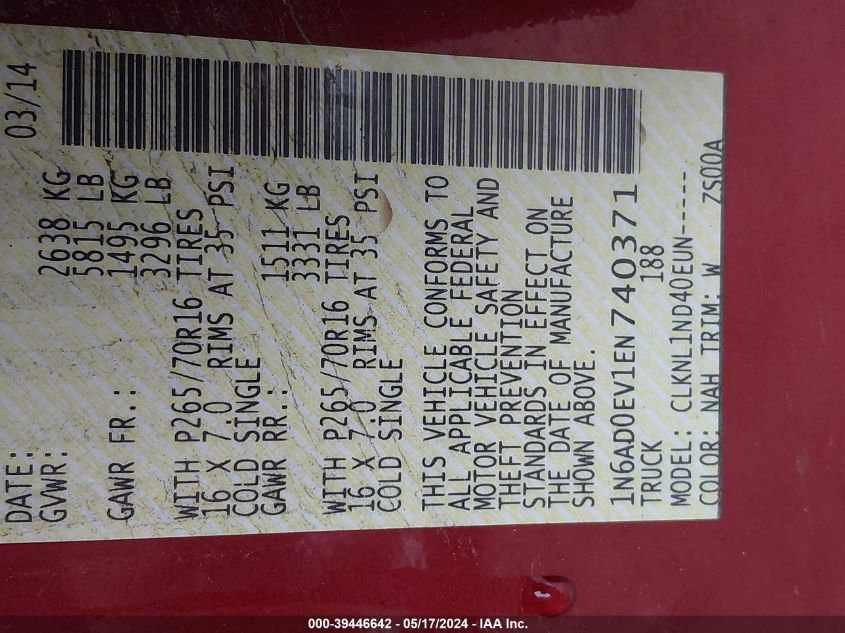 DATE: 03/14
GVWR: 2638 KG
5815 LB
GAWR FR.: 1495 KG
3296 LB
WITH P265/70R16 TIRES
16 X 7.0 RIMS AT 35 PSI
COLD SINGLE
GAWR RR.: 1511 KG
3331 LB
WITH P265/70R16 TIRES
16 X 7.0 RIMS AT 35 PSI
COLD SINGLE
THIS VEHICLE CONFORMS TO
ALL APPLICABLE FEDERAL
MOTOR VEHICLE SAFETY AND
THEFT PREVENTION
STANDARDS IN EFFECT ON
THE DATE OF MANUFACTURE
SHOWN ABOVE.
1N6AD0EV1EN740371
TRUCK 188
MODEL: CLKNL1ND40EUN-----
COLOR: NAH TRIM: W ZS00A
000-39446642 - 05/17/2024 - IAA Inc.